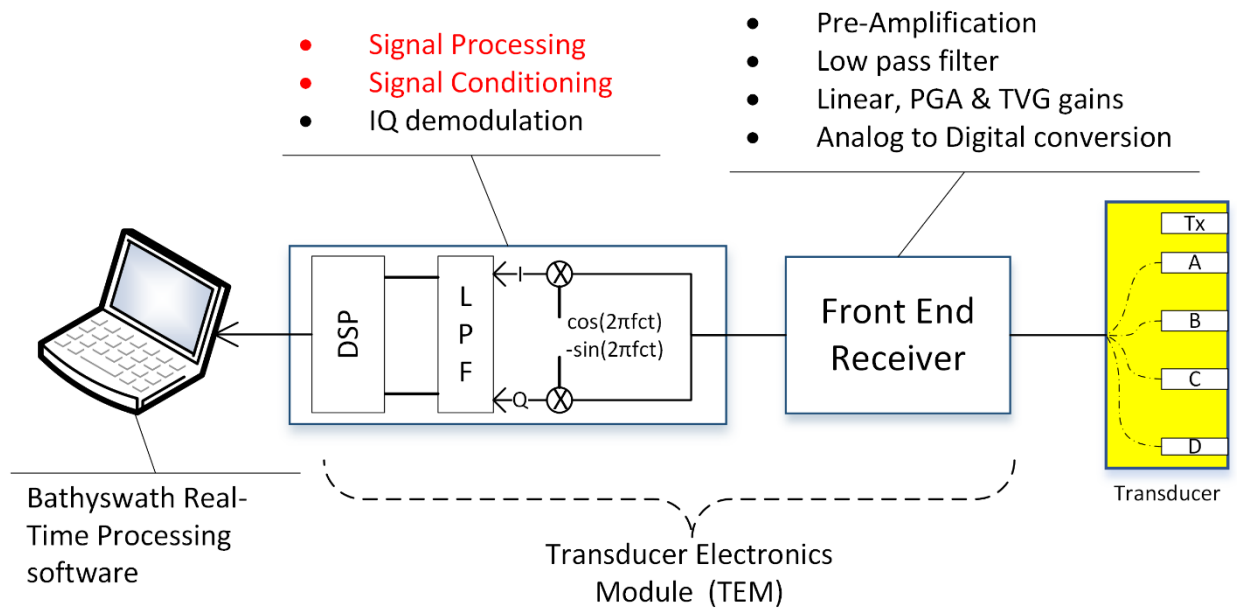 • Signal Processing
• Signal Conditioning
• IQ demodulation
• Pre-Amplification
• Low pass filter
• Linear, PGA & TVG gains
• Analog to Digital conversion
DSP
L
P
F
I
X
cos(2πfct)
-sin(2πfct)
Q
X
Front End
Receiver
Tx
A
B
C
D
Transducer
Bathyswath Real-
Time Processing
software
Transducer Electronics
Module (TEM)